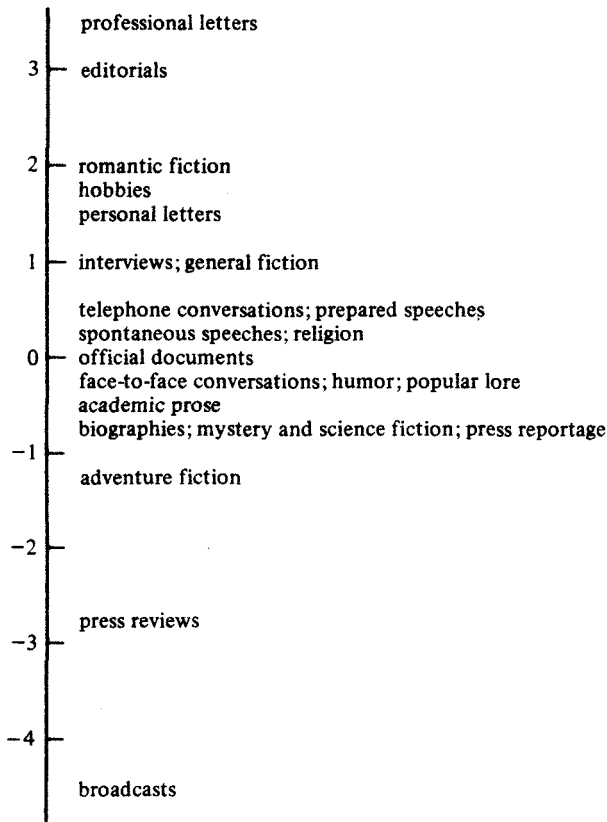 professional letters
3 editorials
2 romantic fiction
hobbies
personal letters
1 interviews; general fiction
telephone conversations; prepared speeches
spontaneous speeches; religion
0 official documents
face-to-face conversations; humor; popular lore
academic prose
biographies; mystery and science fiction; press reportage
−1
adventure fiction
−2
press reviews
−3
−4
broadcasts